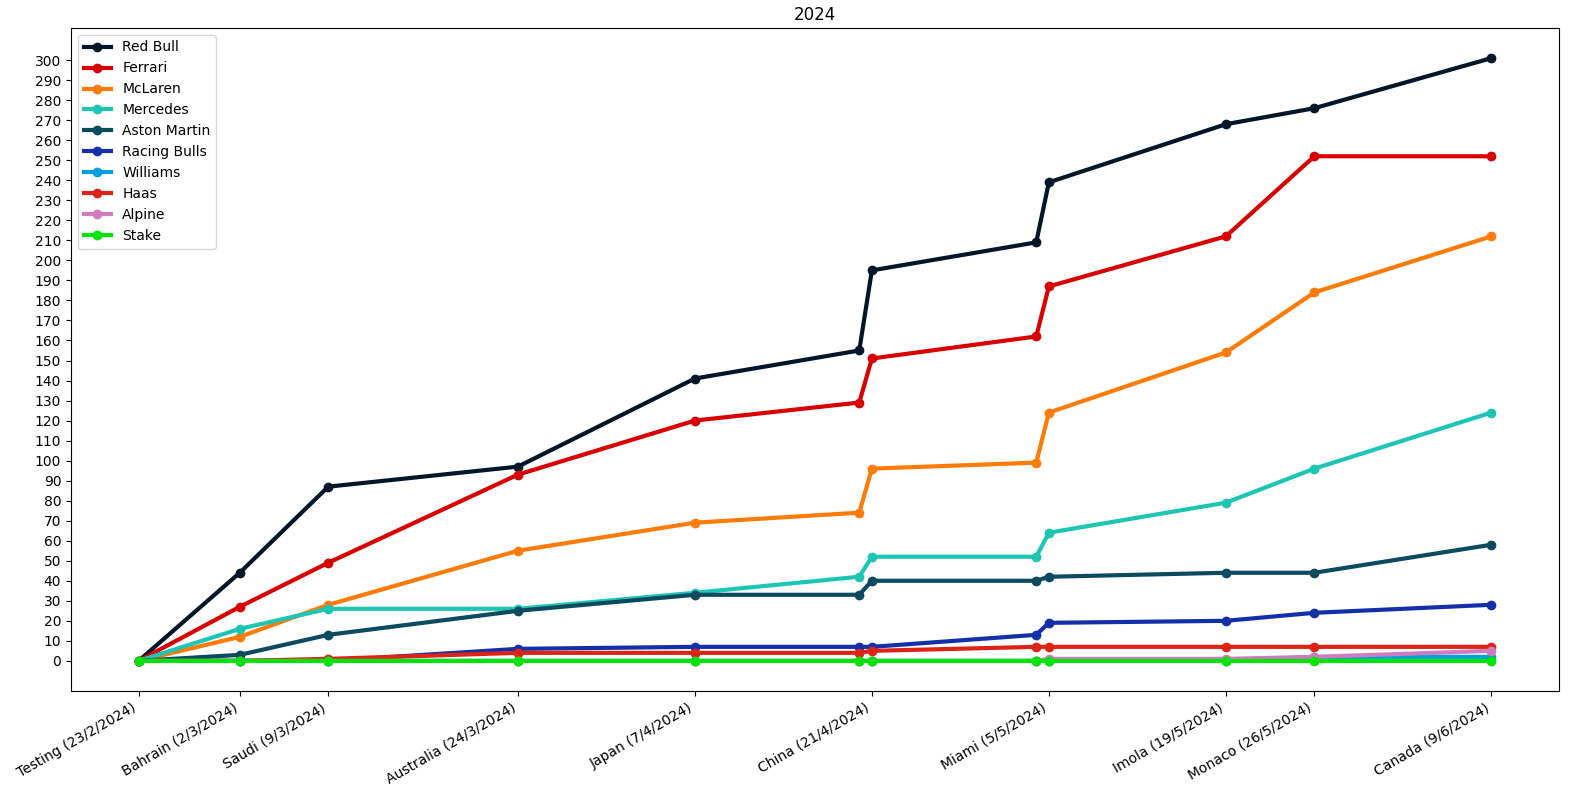 2024
Red Bull
Ferrari
McLaren
Mercedes
Aston Martin
Racing Bulls
Williams
Haas
Alpine
Stake
300
290
280
270
260
250
240
230
220
210
200
190
180
170
160
150
140
130
120
110
100
90
80
70
60
50
40
30
20
10
0
Testing (23/2/2024)
Bahrain (2/3/2024)
Saudi (9/3/2024)
Australia (24/3/2024)
Japan (7/4/2024)
China (21/4/2024)
Miami (5/5/2024)
Imola (19/5/2024)
Monaco (26/5/2024)
Canada (9/6/2024)